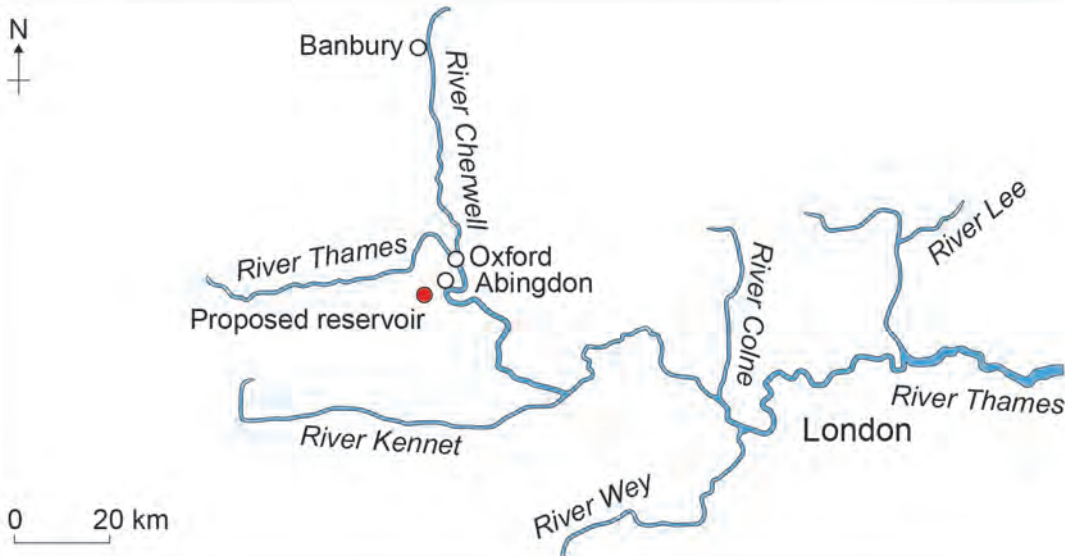 N
Banbury
River Cherwell
River Thames
Oxford
Abingdon
Proposed reservoir
River Lee
River Colne
River Thames
River Kennet
London
River Wey
0 20 km